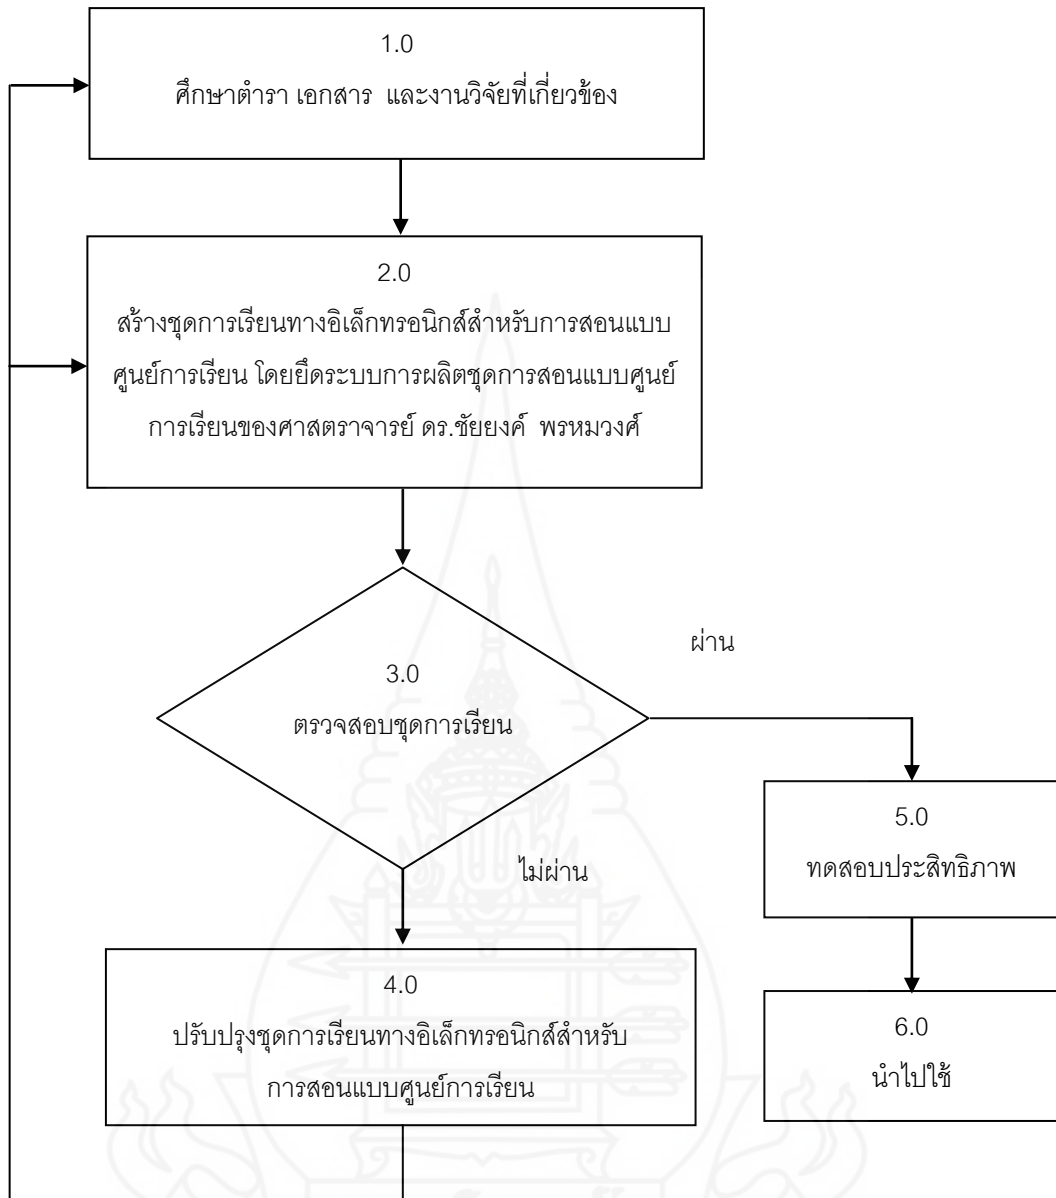 1.0
ศึกษาตำรา เอกสาร และงานวิจัยที่เกี่ยวข้อง
2.0
สร้างชุดการเรียนทางอิเล็กทรอนิกส์สำหรับการสอนแบบ
ศูนย์การเรียน โดยยึดระบบการผลิตชุดการสอนแบบศูนย์
การเรียนของศาสตราจารย์ ดร.ชัยยงค์ พรหมวงศ์
ผ่าน
3.0
ตรวจสอบชุดการเรียน
5.0
ทดสอบประสิทธิภาพ
ไม่ผ่าน
4.0
ปรับปรุงชุดการเรียนทางอิเล็กทรอนิกส์สำหรับ
การสอนแบบศูนย์การเรียน
6.0
นำไปใช้